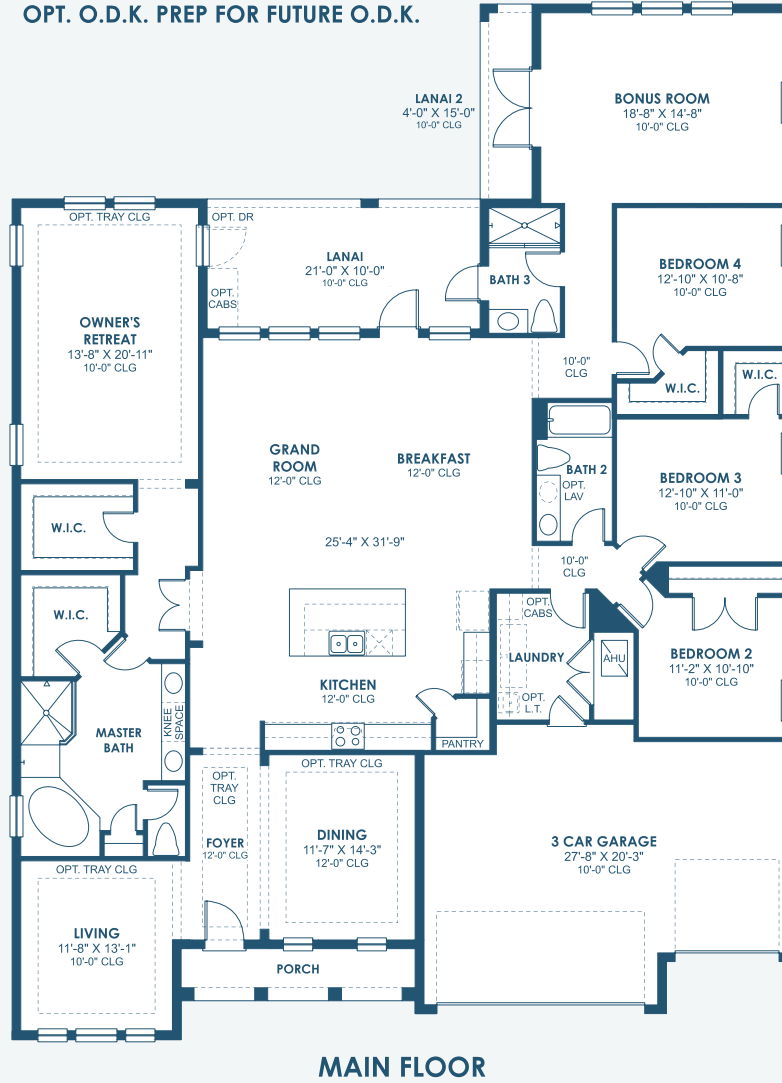 OPT. O.D.K. PREP FOR FUTURE O.D.K.
LANAI 2
4'-0" X 15'-0"
10'-0" CLG
BONUS ROOM
18'-8" X 14'-8"
10'-0" CLG
OPT. TRAY CLG
OPT. DR
LANAI
21'-0" X 10'-0"
10'-0" CLG
OPT.
CABS
BATH 3
BEDROOM 4
12'-10" X 10'-8"
10'-0" CLG
OWNER'S
RETREAT
13'-8" X 20'-11"
10'-0" CLG
10'-0"
CLG
W.I.C.
W.I.C.
GRAND
ROOM
12'-0" CLG
BREAKFAST
12'-0" CLG
BATH 2
OPT.
LAV
BEDROOM 3
12'-10" X 11'-0"
10'-0" CLG
W.I.C.
25'-4" X 31'-9"
10'-0"
CLG
W.I.C.
OPT.
CABS
LAUNDRY
AHU
OPT.
L.T.
BEDROOM 2
11'-2" X 10'-10"
10'-0" CLG
KITCHEN
12'-0" CLG
KNEE
SPACE
MASTER
BATH
PANTRY
OPT.
TRAY
CLG
OPT. TRAY CLG
FOYER
12'-0" CLG
DINING
11'-7" X 14'-3"
12'-0" CLG
3 CAR GARAGE
27'-8" X 20'-3"
10'-0" CLG
OPT. TRAY CLG
LIVING
11'-8" X 13'-1"
10'-0" CLG
PORCH
MAIN FLOOR